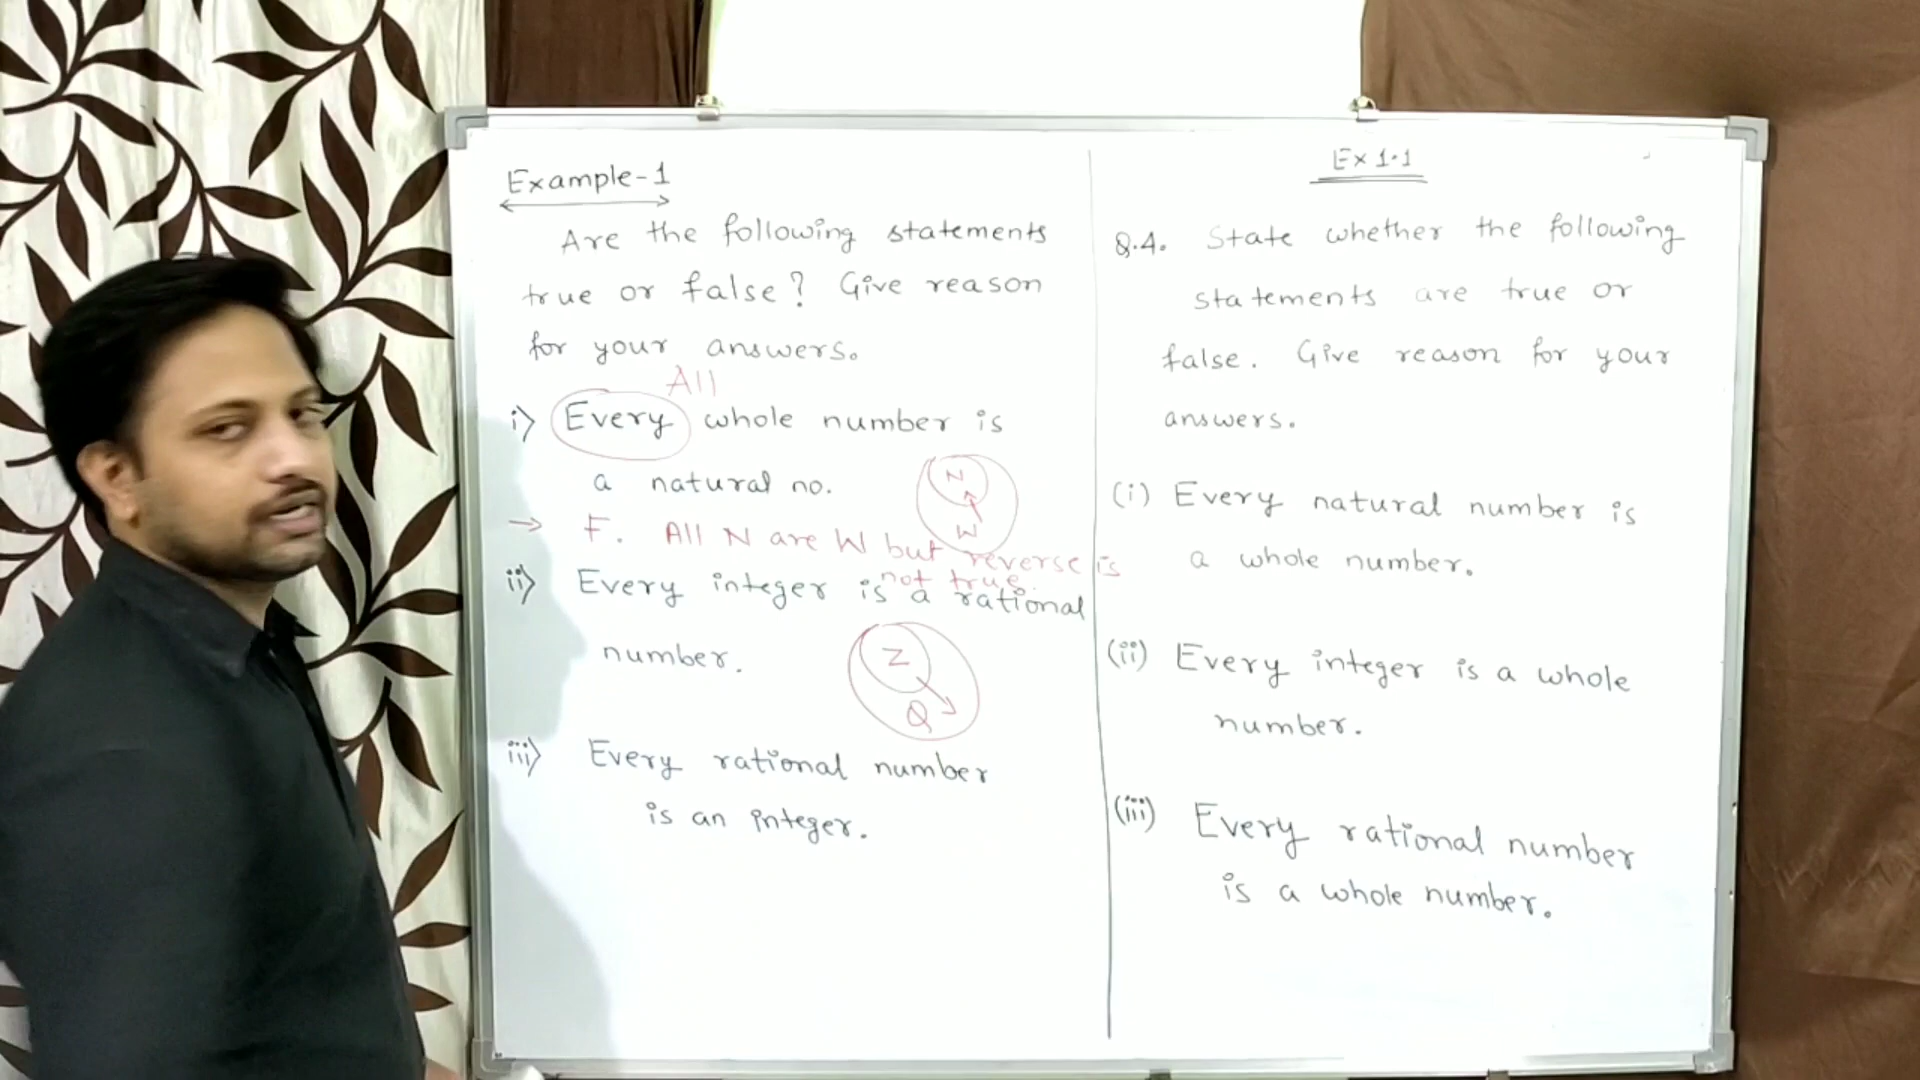 Example-1
Are the following statements
true or false? Give reason
for your answers.
All
i) Every whole number is
a natural no.
N
W
→ F. All N are W but reverse is
not true.
ii) Every integer is a rational
number.
Z
Q
iii) Every rational number
is an integer.
Ex 1.1
Q.4. State whether the following
statements are true or
false. Give reason for your
answers.
(i) Every natural number is
a whole number.
(ii) Every integer is a whole
number.
(iii) Every rational number
is a whole number.